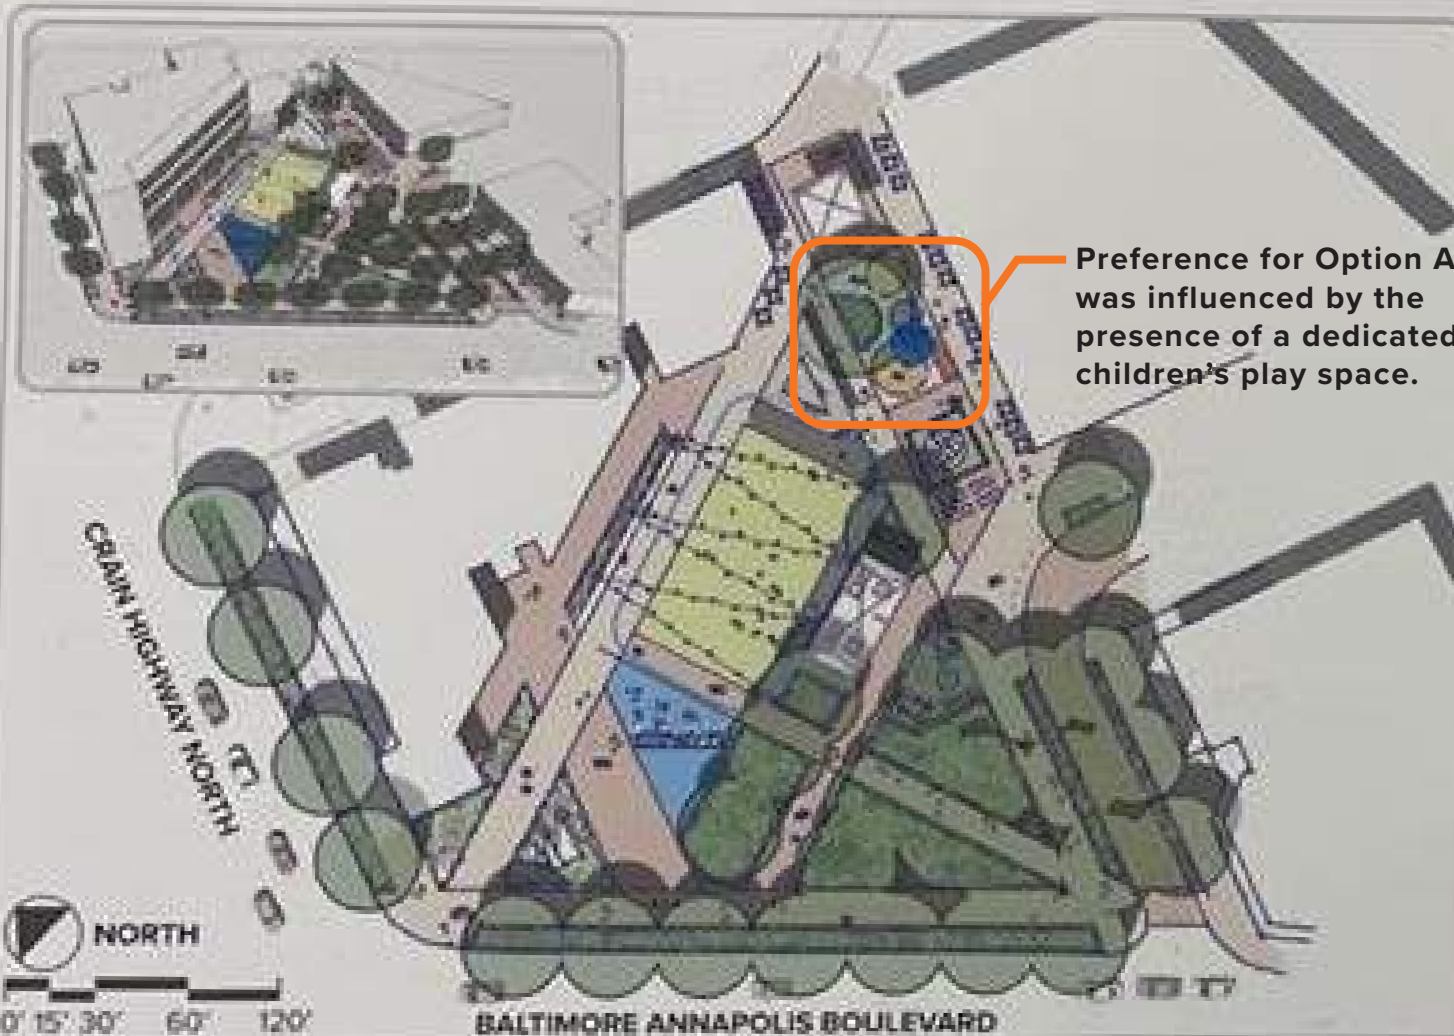 Preference for Option A
was influenced by the
presence of a dedicated
children's play space.
CRAIN HIGHWAY NORTH
NORTH
0' 15' 30' 60' 120'
BALTIMORE ANNAPOLIS BOULEVARD